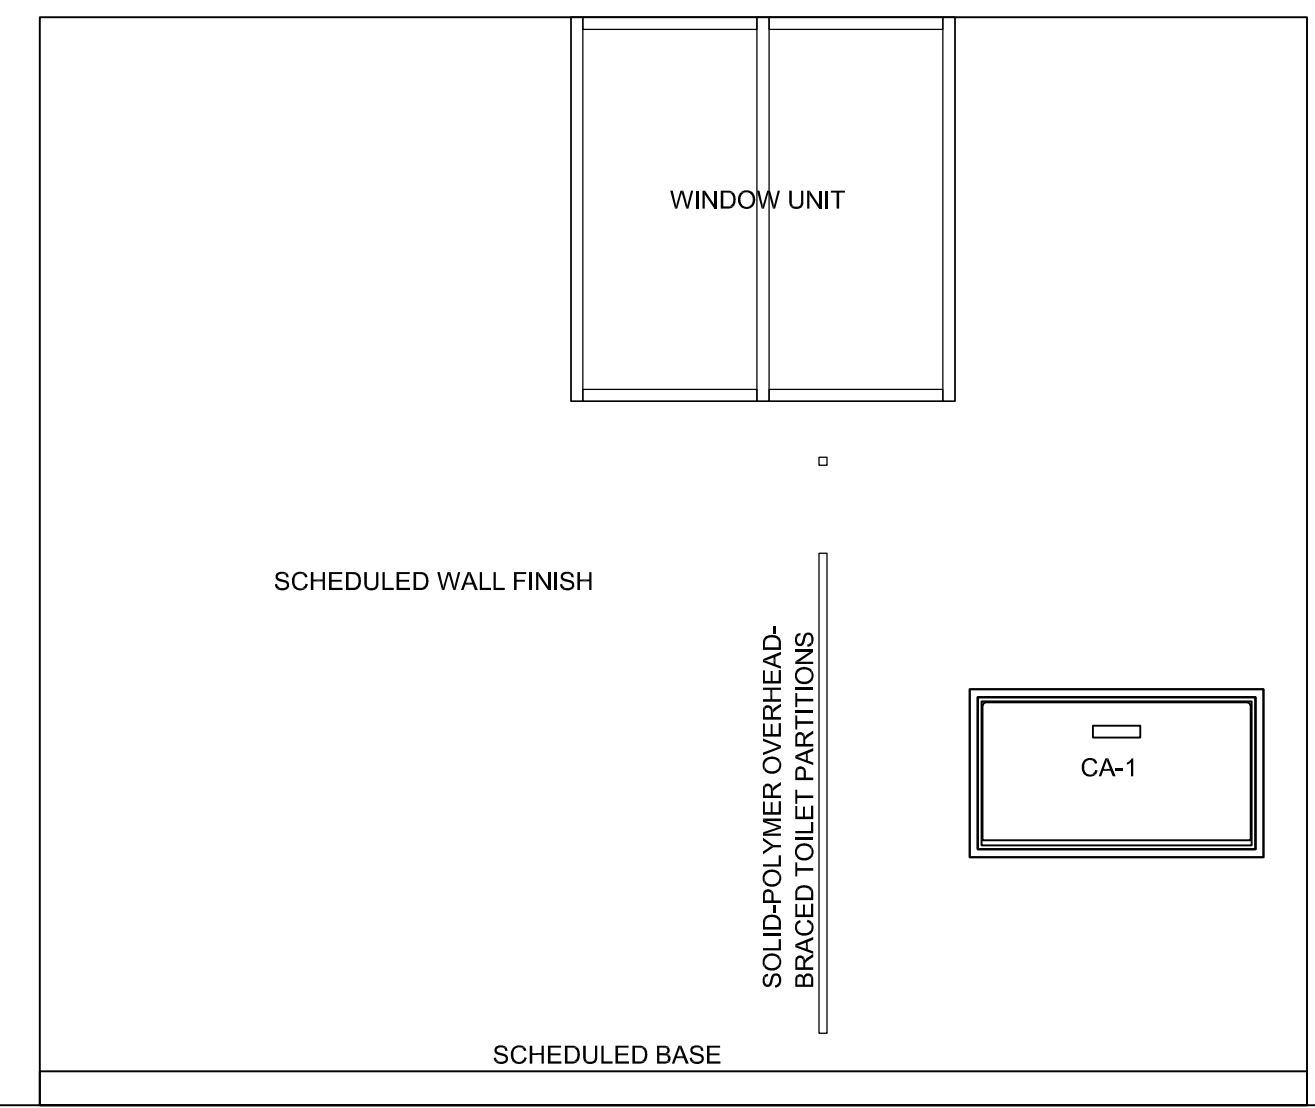 WINDOW UNIT
SCHEDULED WALL FINISH
SOLID-POLYMER OVERHEAD-
BRACED TOILET PARTITIONS
CA-1
SCHEDULED BASE